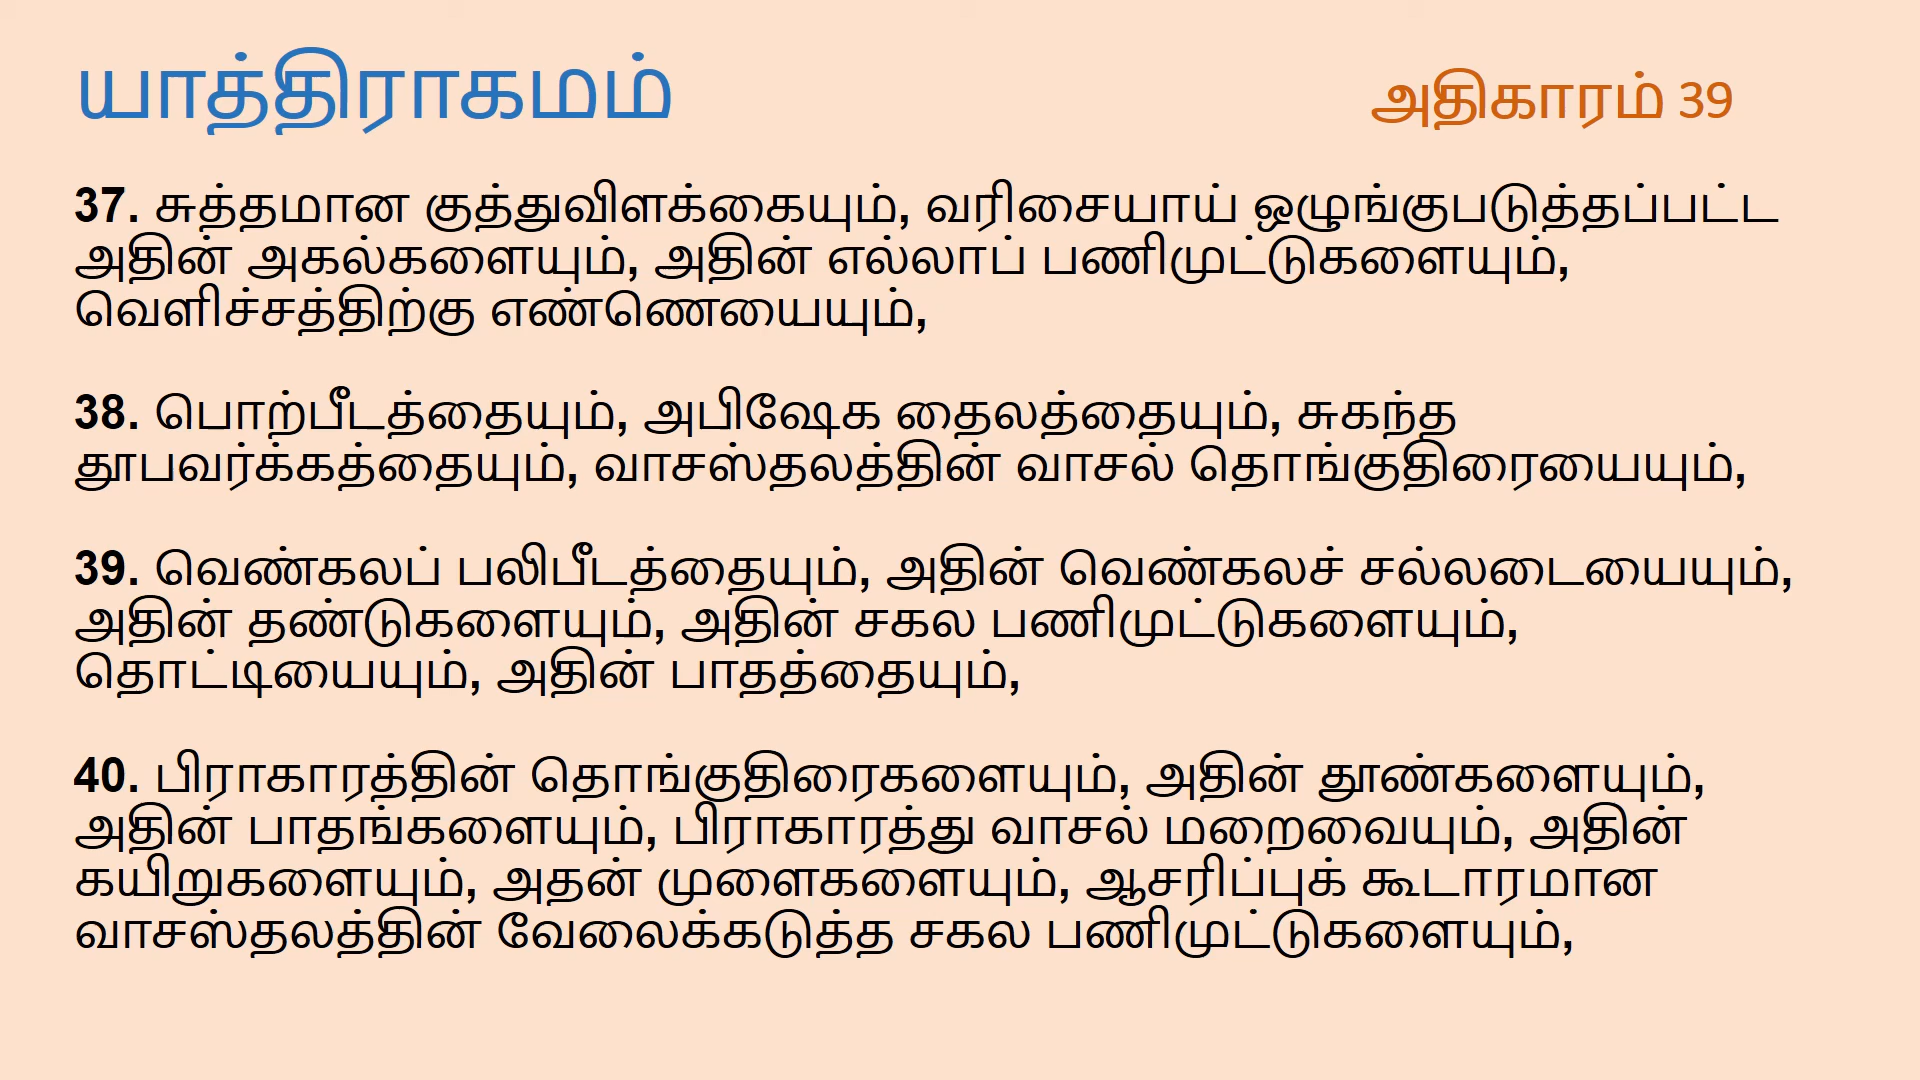 யாத்திராகமம்
அதிகாரம் 39
37. சுத்தமான குத்துவிளக்கையும், வரிசையாய் ஒழுங்குபடுத்தப்பட்ட
அதின் அகல்களையும், அதின் எல்லாப் பணிமுட்டுகளையும்,
வெளிச்சத்திற்கு எண்ணெயையும்,
38. பொற்பீடத்தையும், அபிஷேக தைலத்தையும், சுகந்த
தூபவர்க்கத்தையும், வாசஸ்தலத்தின் வாசல் தொங்குதிரையையும்,
39. வெண்கலப் பலிபீடத்தையும், அதின் வெண்கலச் சல்லடையையும்,
அதின் தண்டுகளையும், அதின் சகல பணிமுட்டுகளையும்,
தொட்டியையும், அதின் பாதத்தையும்,
40. பிராகாரத்தின் தொங்குதிரைகளையும், அதின் தூண்களையும்,
அதின் பாதங்களையும், பிராகாரத்து வாசல் மறைவையும், அதின்
கயிறுகளையும், அதன் முளைகளையும், ஆசரிப்புக் கூடாரமான
வாசஸ்தலத்தின் வேலைக்கடுத்த சகல பணிமுட்டுகளையும்,